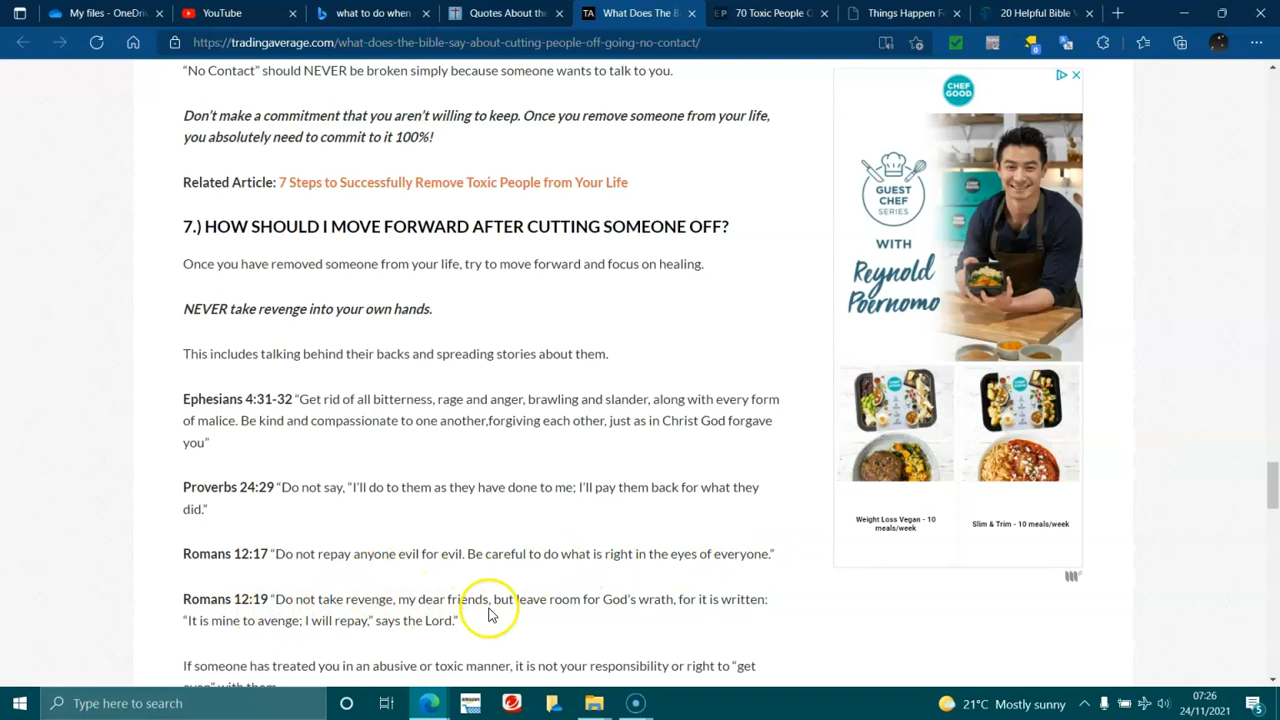 My files - OneDriv
YouTube
what to do when
Quotes About the
What Does The B
70 Toxic People Q
Things Happen Fo
20 Helpful Bible V
https://tradingaverage.com/what-does-the-bible-say-about-cutting-people-off-going-no-contact/
“No Contact” should NEVER be broken simply because someone wants to talk to you.
Don’t make a commitment that you aren’t willing to keep. Once you remove someone from your life,
you absolutely need to commit to it 100%!
Related Article: 7 Steps to Successfully Remove Toxic People from Your Life
7.) HOW SHOULD I MOVE FORWARD AFTER CUTTING SOMEONE OFF?
Once you have removed someone from your life, try to move forward and focus on healing.
NEVER take revenge into your own hands.
This includes talking behind their backs and spreading stories about them.
Ephesians 4:31-32 “Get rid of all bitterness, rage and anger, brawling and slander, along with every form
of malice. Be kind and compassionate to one another,forgiving each other, just as in Christ God forgave
you”
Proverbs 24:29 “Do not say, “I’ll do to them as they have done to me; I’ll pay them back for what they
did.”
Romans 12:17 “Do not repay anyone evil for evil. Be careful to do what is right in the eyes of everyone.”
Romans 12:19 “Do not take revenge, my dear friends, but leave room for God’s wrath, for it is written:
“It is mine to avenge; I will repay,” says the Lord.”
If someone has treated you in an abusive or toxic manner, it is not your responsibility or right to “get
even” with them.
CHEF
GOOD
GUEST
CHEF
SERIES
WITH
Reynold
Poernomo
Weight Loss Vegan - 10
meals/week
Slim & Trim - 10 meals/week
Type here to search
21°C Mostly sunny
07:26
24/11/2021
5